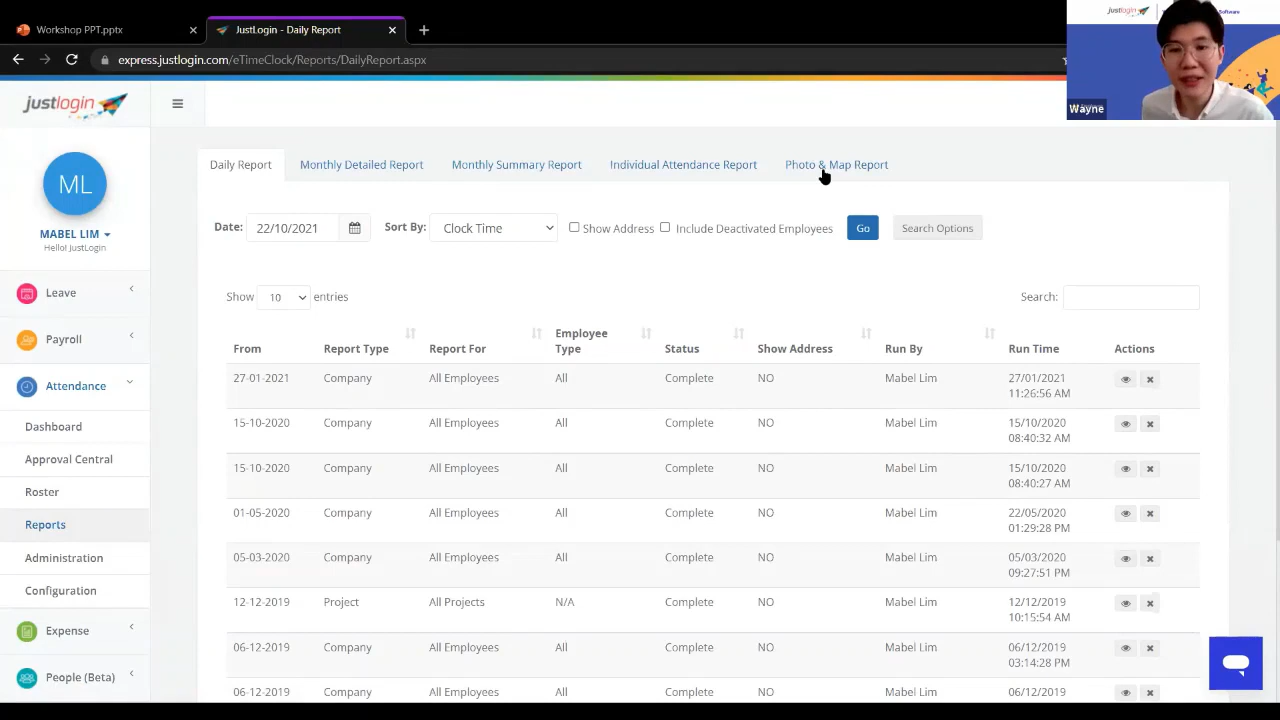 Workshop PPT.pptx
JustLogin - Daily Report
express.justlogin.com/eTimeClock/Reports/DailyReport.aspx
justlogin
Software
Wayne
justlogin
ML
MABEL LIM
Hello! JustLogin
Leave
Payroll
Attendance
Dashboard
Approval Central
Roster
Reports
Administration
Configuration
Expense
People (Beta)
Daily Report Monthly Detailed Report Monthly Summary Report Individual Attendance Report Photo & Map Report
Date: 22/10/2021 Sort By: Clock Time Show Address Include Deactivated Employees Go Search Options
Show 10 entries Search:
From Report Type Report For Employee Type Status Show Address Run By Run Time Actions
27-01-2021 Company All Employees All Complete NO Mabel Lim 27/01/2021 11:26:56 AM
15-10-2020 Company All Employees All Complete NO Mabel Lim 15/10/2020 08:40:32 AM
15-10-2020 Company All Employees All Complete NO Mabel Lim 15/10/2020 08:40:27 AM
01-05-2020 Company All Employees All Complete NO Mabel Lim 22/05/2020 01:29:28 PM
05-03-2020 Company All Employees All Complete NO Mabel Lim 05/03/2020 09:27:51 PM
12-12-2019 Project All Projects N/A Complete NO Mabel Lim 12/12/2019 10:15:54 AM
06-12-2019 Company All Employees All Complete NO Mabel Lim 06/12/2019 03:14:28 PM
06-12-2019 Company All Employees All Complete NO Mabel Lim 06/12/2019